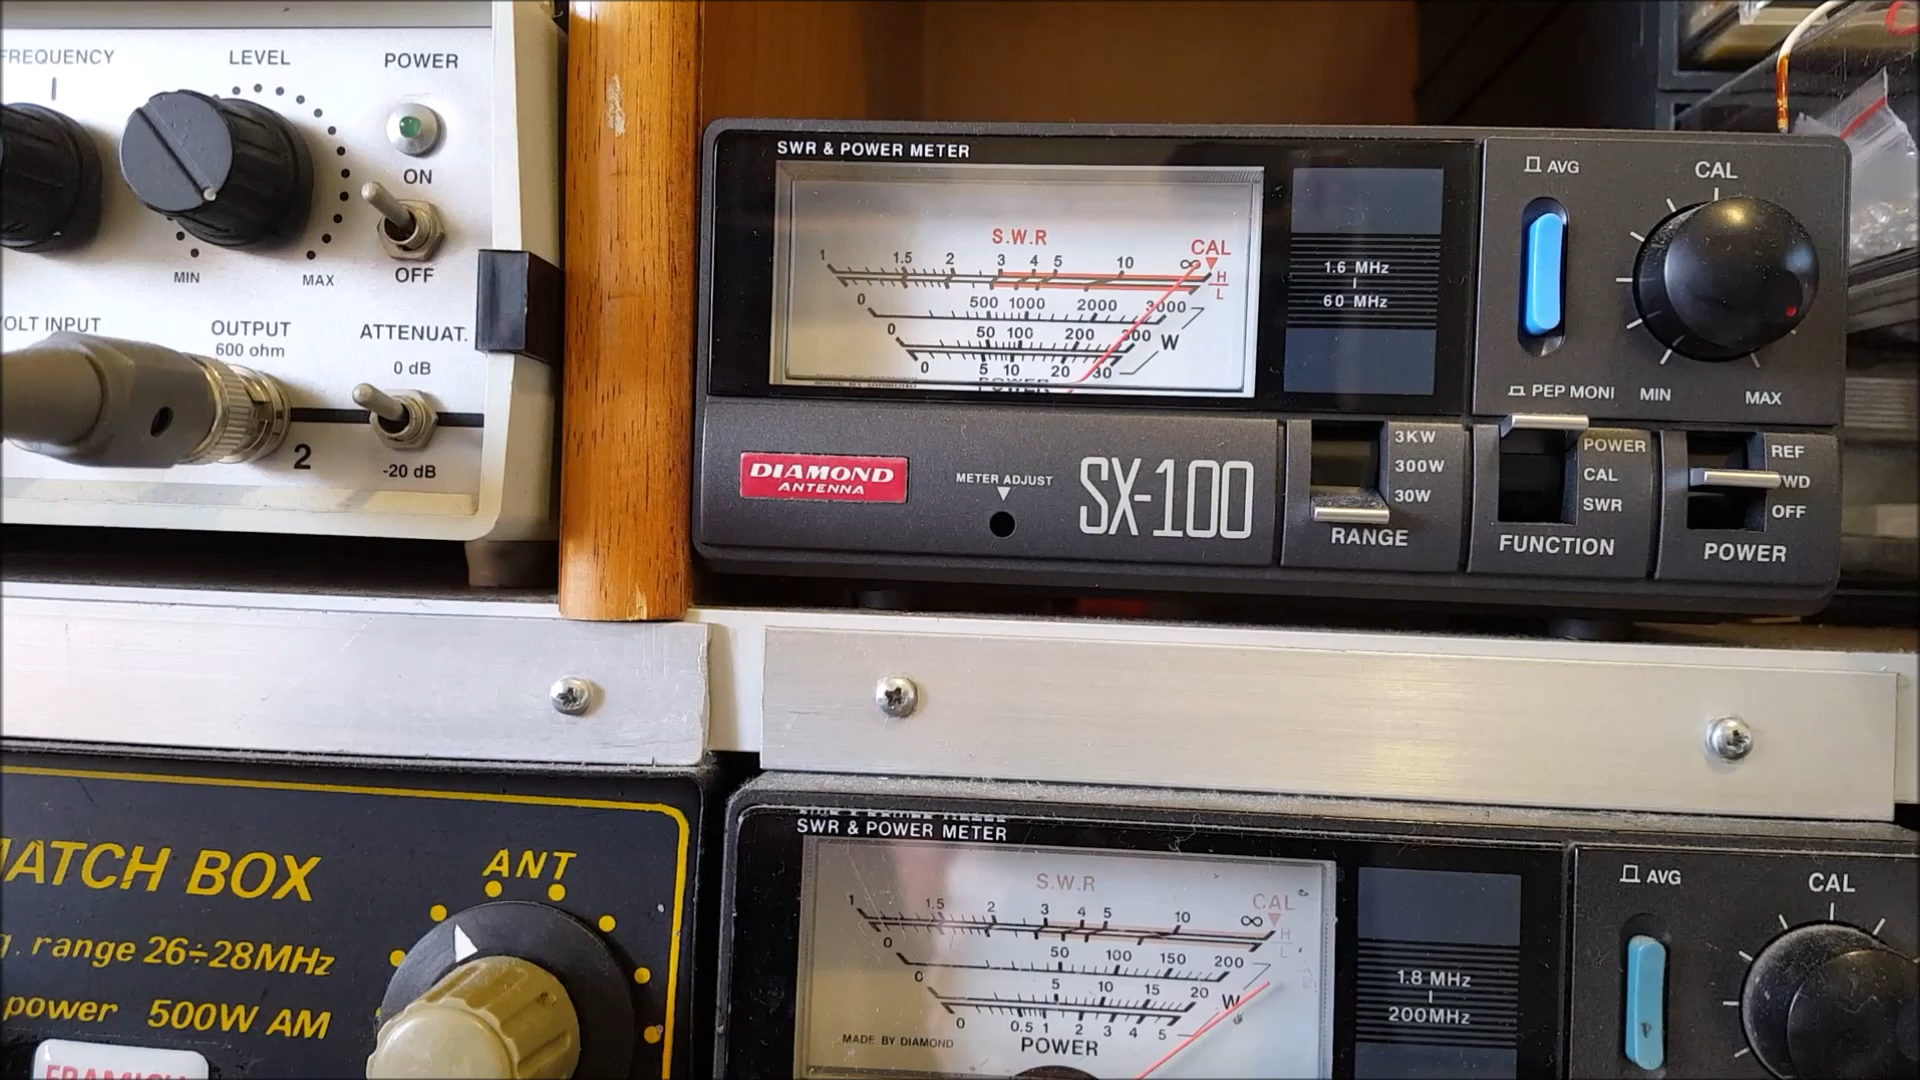 FREQUENCY
LEVEL
POWER
ON
OFF
MIN
MAX
VOLT INPUT
OUTPUT
600 ohm
ATTENUAT.
0 dB
-20 dB
2
SWR & POWER METER
S.W.R
CAL
1 1.5 2 3 4 5 10 ∞
H
L
0 500 1000 2000 3000
0 50 100 200 300
W
0 5 10 20 30
POWER
1.6 MHz
60 MHz
AVG
PEP MONI
CAL
MIN
MAX
DIAMOND
ANTENNA
METER ADJUST
SX-100
3KW
300W
30W
RANGE
POWER
CAL
SWR
FUNCTION
REF
WD
OFF
POWER
MATCH BOX
ANT
. range 26÷28MHz
power 500W AM
SWR & POWER METER
S.W.R
CAL
1 1.5 2 3 4 5 10 ∞
H
L
0 50 100 150 200
0 5 10 15 20
W
0 0.5 1 2 3 4 5
MADE BY DIAMOND
POWER
1.8 MHz
200MHz
AVG
CAL